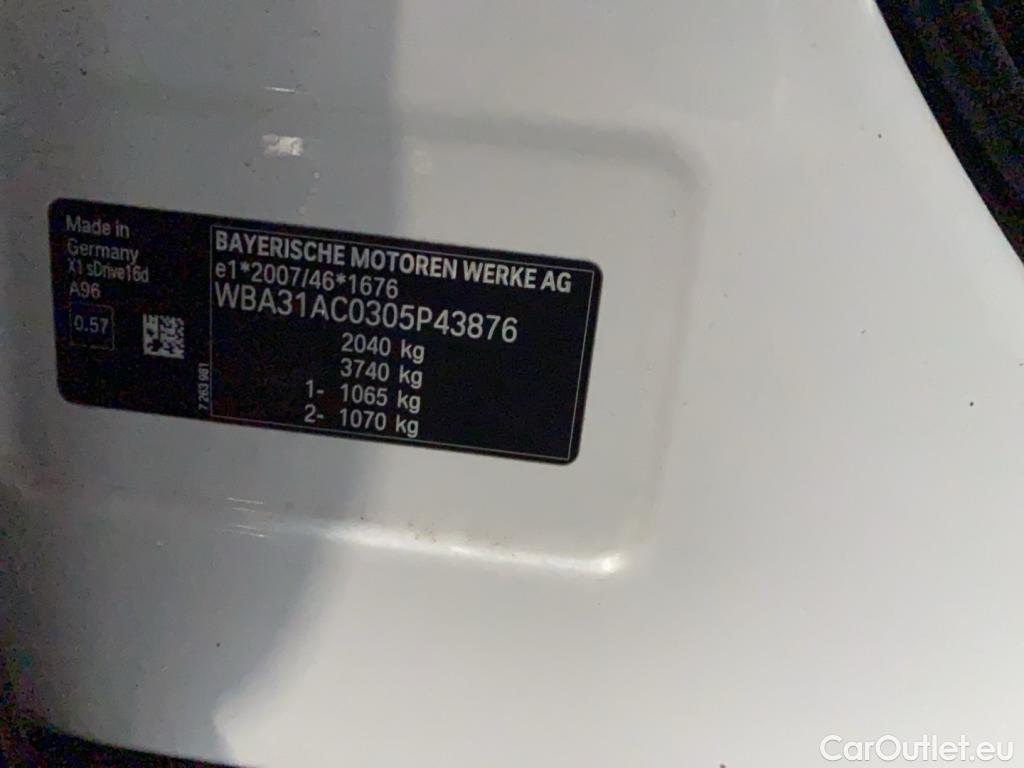 Made in
Germany
X1 sDrive16d
A96
0.57
7 263 981
BAYERISCHE MOTOREN WERKE AG
e1*2007/46*1676
WBA31AC0305P43876
2040 kg
3740 kg
1- 1065 kg
2- 1070 kg
CarOutlet.eu